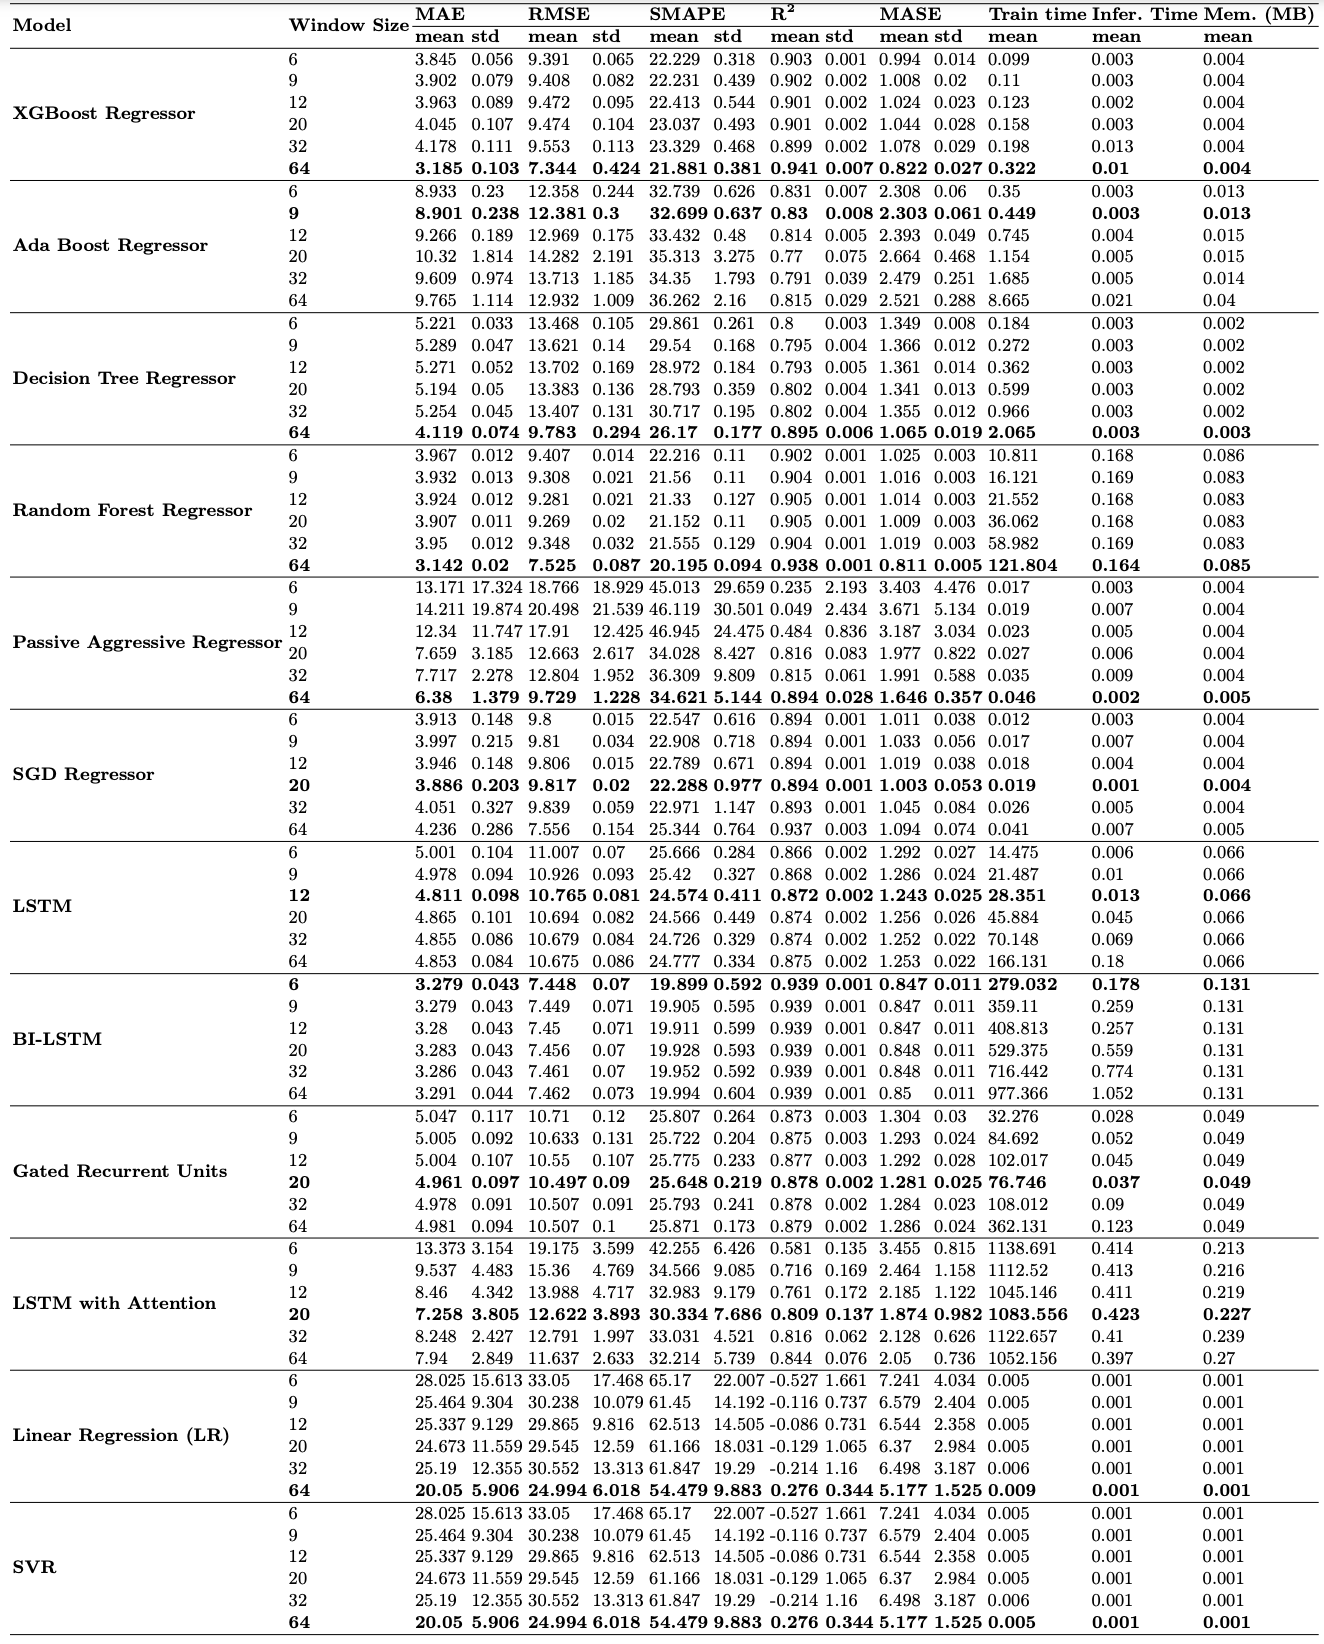 Model Window Size MAE RMSE SMAPE R² MASE Train time Infer. Time Mem. (MB)
mean std mean std mean std mean std mean std mean mean mean
XGBoost Regressor
6 3.845 0.056 9.391 0.065 22.229 0.318 0.903 0.001 0.994 0.014 0.099 0.003 0.004
9 3.902 0.079 9.408 0.082 22.231 0.439 0.902 0.002 1.008 0.02 0.11 0.003 0.004
12 3.963 0.089 9.472 0.095 22.413 0.544 0.901 0.002 1.024 0.023 0.123 0.002 0.004
20 4.045 0.107 9.474 0.104 23.037 0.493 0.901 0.002 1.044 0.028 0.158 0.003 0.004
32 4.178 0.111 9.553 0.113 23.329 0.468 0.899 0.002 1.078 0.029 0.198 0.013 0.004
64 3.185 0.103 7.344 0.424 21.881 0.381 0.941 0.007 0.822 0.027 0.322 0.01 0.004
Ada Boost Regressor
6 8.933 0.23 12.358 0.244 32.739 0.626 0.831 0.007 2.308 0.06 0.35 0.003 0.013
9 8.901 0.238 12.381 0.3 32.699 0.637 0.83 0.008 2.303 0.061 0.449 0.003 0.013
12 9.266 0.189 12.969 0.175 33.432 0.48 0.814 0.005 2.393 0.049 0.745 0.004 0.015
20 10.32 1.814 14.282 2.191 35.313 3.275 0.77 0.075 2.664 0.468 1.154 0.005 0.015
32 9.609 0.974 13.713 1.185 34.35 1.793 0.791 0.039 2.479 0.251 1.685 0.005 0.014
64 9.765 1.114 12.932 1.009 36.262 2.16 0.815 0.029 2.521 0.288 8.665 0.021 0.04
Decision Tree Regressor
6 5.221 0.033 13.468 0.105 29.861 0.261 0.8 0.003 1.349 0.008 0.184 0.003 0.002
9 5.289 0.047 13.621 0.14 29.54 0.168 0.795 0.004 1.366 0.012 0.272 0.003 0.002
12 5.271 0.052 13.702 0.169 28.972 0.184 0.793 0.005 1.361 0.014 0.362 0.003 0.002
20 5.194 0.05 13.383 0.136 28.793 0.359 0.802 0.004 1.341 0.013 0.599 0.003 0.002
32 5.254 0.045 13.407 0.131 30.717 0.195 0.802 0.004 1.355 0.012 0.966 0.003 0.002
64 4.119 0.074 9.783 0.294 26.17 0.177 0.895 0.006 1.065 0.019 2.065 0.003 0.003
Random Forest Regressor
6 3.967 0.012 9.407 0.014 22.216 0.11 0.902 0.001 1.025 0.003 10.811 0.168 0.086
9 3.932 0.013 9.308 0.021 21.56 0.11 0.904 0.001 1.016 0.003 16.121 0.169 0.083
12 3.924 0.012 9.281 0.021 21.33 0.127 0.905 0.001 1.014 0.003 21.552 0.168 0.083
20 3.907 0.011 9.269 0.02 21.152 0.11 0.905 0.001 1.009 0.003 36.062 0.168 0.083
32 3.95 0.012 9.348 0.032 21.555 0.129 0.904 0.001 1.019 0.003 58.982 0.169 0.083
64 3.142 0.02 7.525 0.087 20.195 0.094 0.938 0.001 0.811 0.005 121.804 0.164 0.085
Passive Aggressive Regressor
6 13.171 17.324 18.766 18.929 45.013 29.659 0.235 2.193 3.403 4.476 0.017 0.003 0.004
9 14.211 19.874 20.498 21.539 46.119 30.501 0.049 2.434 3.671 5.134 0.019 0.007 0.004
12 12.34 11.747 17.91 12.425 46.945 24.475 0.484 0.836 3.187 3.034 0.023 0.005 0.004
20 7.659 3.185 12.663 2.617 34.028 8.427 0.816 0.083 1.977 0.822 0.027 0.006 0.004
32 7.717 2.278 12.804 1.952 36.309 9.809 0.815 0.061 1.991 0.588 0.035 0.009 0.004
64 6.38 1.379 9.729 1.228 34.621 5.144 0.894 0.028 1.646 0.357 0.046 0.002 0.005
SGD Regressor
6 3.913 0.148 9.8 0.015 22.547 0.616 0.894 0.001 1.011 0.038 0.012 0.003 0.004
9 3.997 0.215 9.81 0.034 22.908 0.718 0.894 0.001 1.033 0.056 0.017 0.007 0.004
12 3.946 0.148 9.806 0.015 22.789 0.671 0.894 0.001 1.019 0.038 0.018 0.004 0.004
20 3.886 0.203 9.817 0.02 22.288 0.977 0.894 0.001 1.003 0.053 0.019 0.001 0.004
32 4.051 0.327 9.839 0.059 22.971 1.147 0.893 0.001 1.045 0.084 0.026 0.005 0.004
64 4.236 0.286 7.556 0.154 25.344 0.764 0.937 0.003 1.094 0.074 0.041 0.007 0.005
LSTM
6 5.001 0.104 11.007 0.07 25.666 0.284 0.866 0.002 1.292 0.027 14.475 0.006 0.066
9 4.978 0.094 10.926 0.093 25.42 0.327 0.868 0.002 1.286 0.024 21.487 0.01 0.066
12 4.811 0.098 10.765 0.081 24.574 0.411 0.872 0.002 1.243 0.025 28.351 0.013 0.066
20 4.865 0.101 10.694 0.082 24.566 0.449 0.874 0.002 1.256 0.026 45.884 0.045 0.066
32 4.855 0.086 10.679 0.084 24.726 0.329 0.874 0.002 1.252 0.022 70.148 0.069 0.066
64 4.853 0.084 10.675 0.086 24.777 0.334 0.875 0.002 1.253 0.022 166.131 0.18 0.066
BI-LSTM
6 3.279 0.043 7.448 0.07 19.899 0.592 0.939 0.001 0.847 0.011 279.032 0.178 0.131
9 3.279 0.043 7.449 0.071 19.905 0.595 0.939 0.001 0.847 0.011 359.11 0.259 0.131
12 3.28 0.043 7.45 0.071 19.911 0.599 0.939 0.001 0.847 0.011 408.813 0.257 0.131
20 3.283 0.043 7.456 0.07 19.928 0.593 0.939 0.001 0.848 0.011 529.375 0.559 0.131
32 3.286 0.043 7.461 0.07 19.952 0.592 0.939 0.001 0.848 0.011 716.442 0.774 0.131
64 3.291 0.044 7.462 0.073 19.994 0.604 0.939 0.001 0.85 0.011 977.366 1.052 0.131
Gated Recurrent Units
6 5.047 0.117 10.71 0.12 25.807 0.264 0.873 0.003 1.304 0.03 32.276 0.028 0.049
9 5.005 0.092 10.633 0.131 25.722 0.204 0.875 0.003 1.293 0.024 84.692 0.052 0.049
12 5.004 0.107 10.55 0.107 25.775 0.233 0.877 0.003 1.292 0.028 102.017 0.045 0.049
20 4.961 0.097 10.497 0.09 25.648 0.219 0.878 0.002 1.281 0.025 76.746 0.037 0.049
32 4.978 0.091 10.507 0.091 25.793 0.241 0.878 0.002 1.284 0.023 108.012 0.09 0.049
64 4.981 0.094 10.507 0.1 25.871 0.173 0.879 0.002 1.286 0.024 362.131 0.123 0.049
LSTM with Attention
6 13.373 3.154 19.175 3.599 42.255 6.426 0.581 0.135 3.455 0.815 1138.691 0.414 0.213
9 9.537 4.483 15.36 4.769 34.566 9.085 0.716 0.169 2.464 1.158 1112.52 0.413 0.216
12 8.46 4.342 13.988 4.717 32.983 9.179 0.761 0.172 2.185 1.122 1045.146 0.411 0.219
20 7.258 3.805 12.622 3.893 30.334 7.686 0.809 0.137 1.874 0.982 1083.556 0.423 0.227
32 8.248 2.427 12.791 1.997 33.031 4.521 0.816 0.062 2.128 0.626 1122.657 0.41 0.239
64 7.94 2.849 11.637 2.633 32.214 5.739 0.844 0.076 2.05 0.736 1052.156 0.397 0.27
Linear Regression (LR)
6 28.025 15.613 33.05 17.468 65.17 22.007 -0.527 1.661 7.241 4.034 0.005 0.001 0.001
9 25.464 9.304 30.238 10.079 61.45 14.192 -0.116 0.737 6.579 2.404 0.005 0.001 0.001
12 25.337 9.129 29.865 9.816 62.513 14.505 -0.086 0.731 6.544 2.358 0.005 0.001 0.001
20 24.673 11.559 29.545 12.59 61.166 18.031 -0.129 1.065 6.37 2.984 0.005 0.001 0.001
32 25.19 12.355 30.552 13.313 61.847 19.29 -0.214 1.16 6.498 3.187 0.006 0.001 0.001
64 20.05 5.906 24.994 6.018 54.479 9.883 0.276 0.344 5.177 1.525 0.009 0.001 0.001
SVR
6 28.025 15.613 33.05 17.468 65.17 22.007 -0.527 1.661 7.241 4.034 0.005 0.001 0.001
9 25.464 9.304 30.238 10.079 61.45 14.192 -0.116 0.737 6.579 2.404 0.005 0.001 0.001
12 25.337 9.129 29.865 9.816 62.513 14.505 -0.086 0.731 6.544 2.358 0.005 0.001 0.001
20 24.673 11.559 29.545 12.59 61.166 18.031 -0.129 1.065 6.37 2.984 0.005 0.001 0.001
32 25.19 12.355 30.552 13.313 61.847 19.29 -0.214 1.16 6.498 3.187 0.006 0.001 0.001
64 20.05 5.906 24.994 6.018 54.479 9.883 0.276 0.344 5.177 1.525 0.005 0.001 0.001